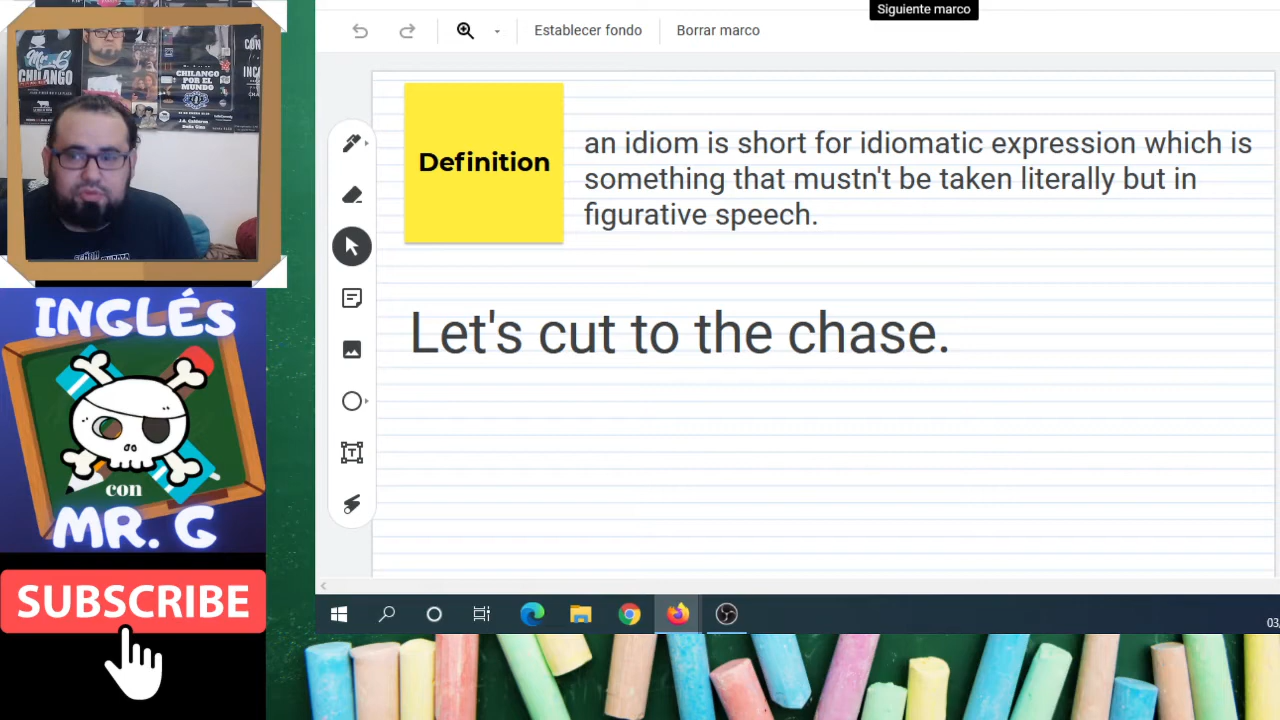 Siguiente marco
Establecer fondo
Borrar marco
Mr. G
CHILANGO
CHILANGO
POR EL
MUNDO
Definition
an idiom is short for idiomatic expression which is
something that mustn't be taken literally but in
figurative speech.
Let's cut to the chase.
INGLÉS
con
MR. G
SUBSCRIBE
03